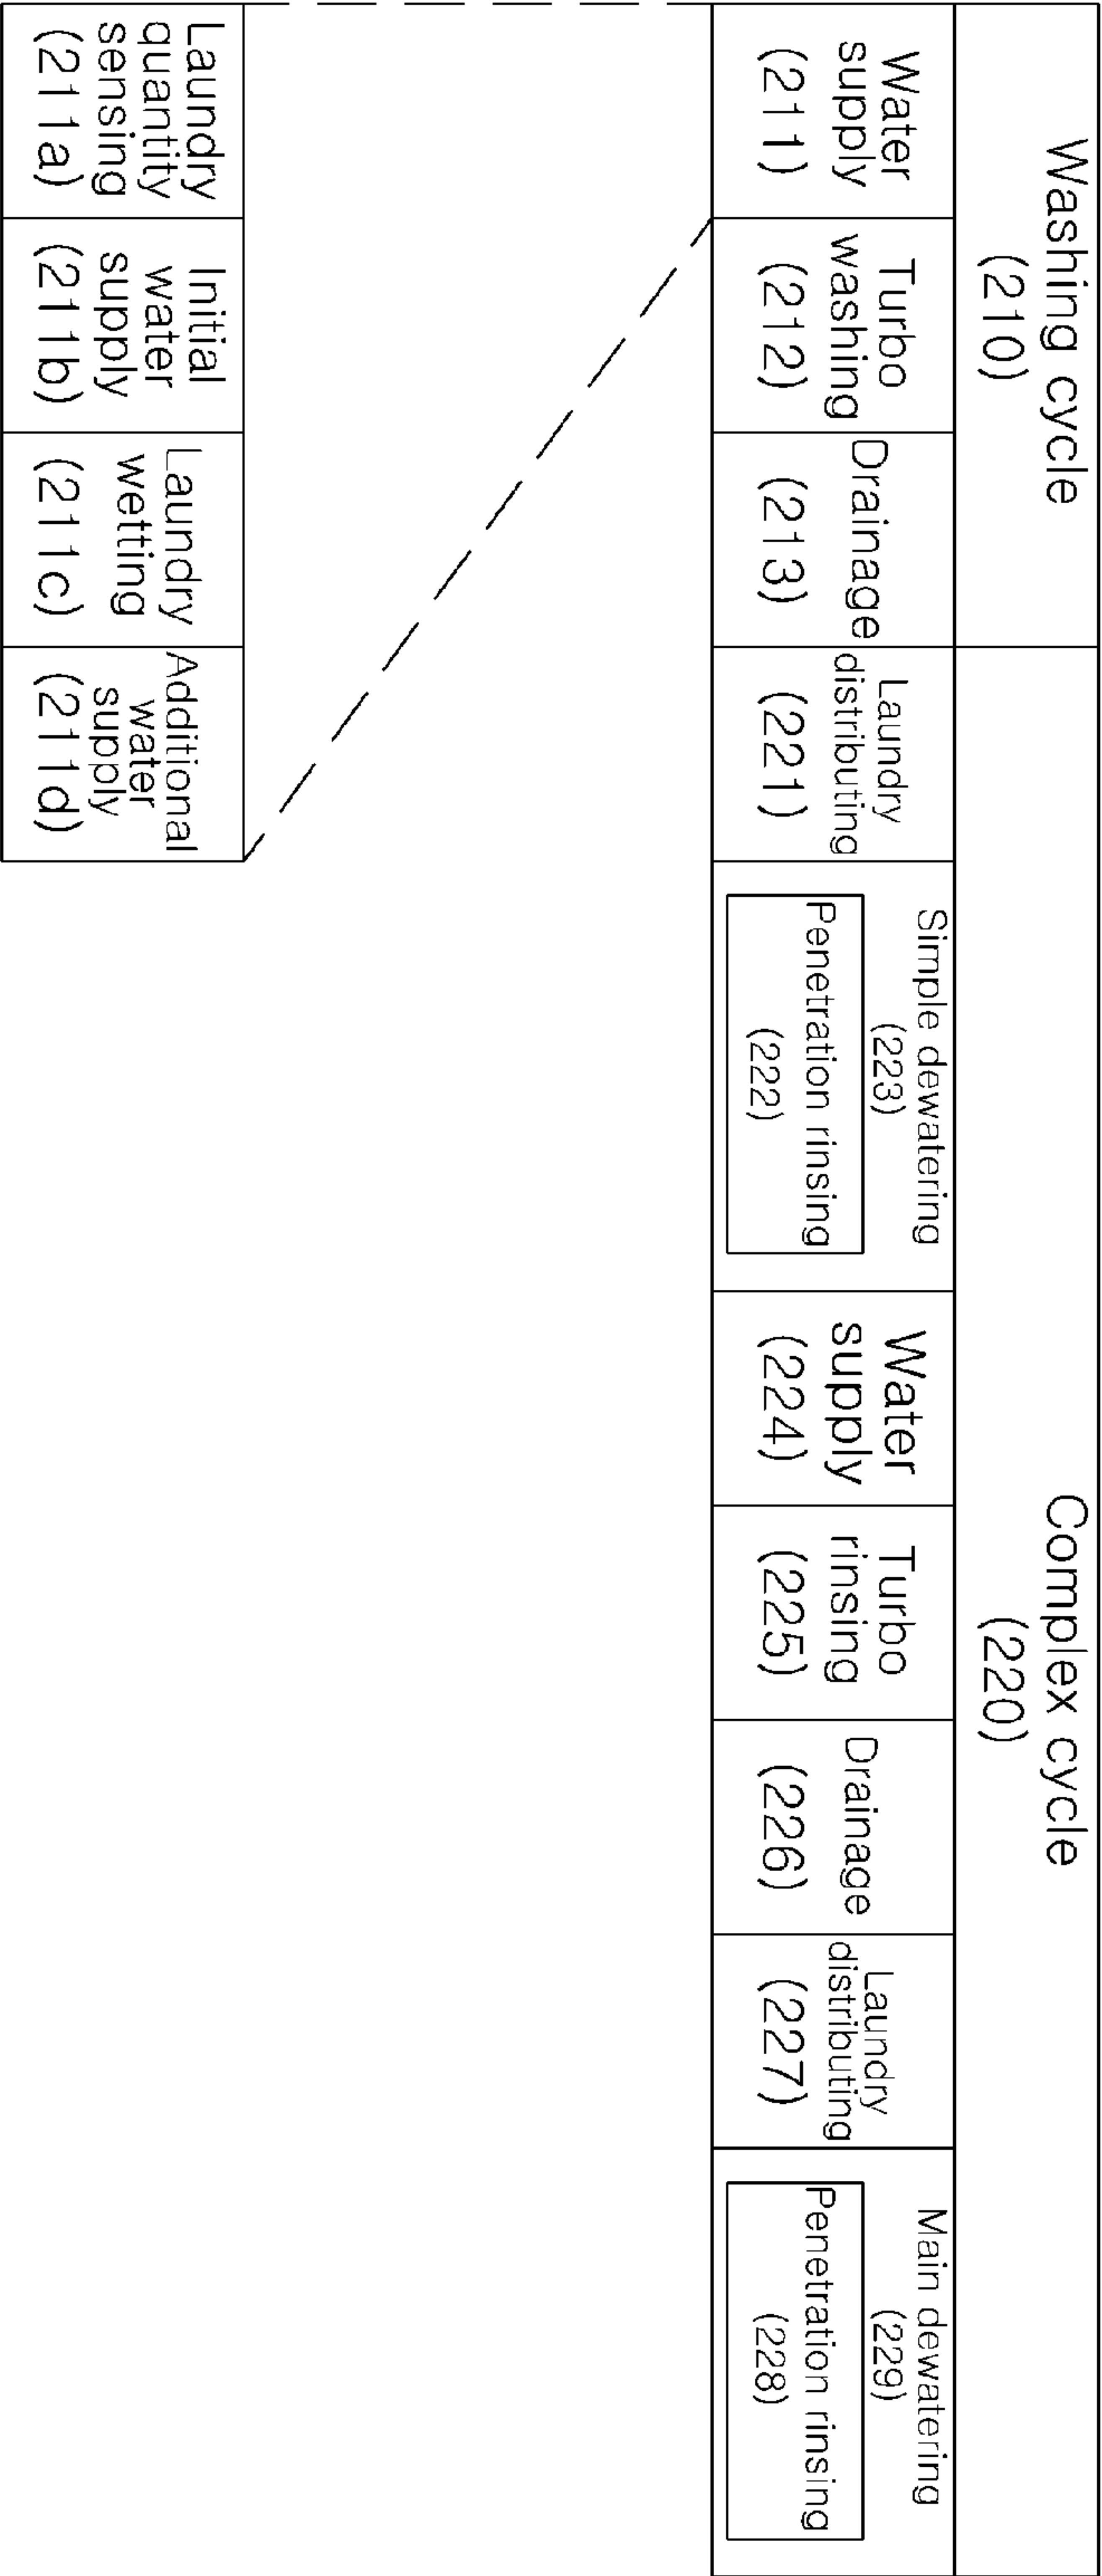 Washing cycle
(210)
Complex cycle
(220)
Water
supply
(211)
Turbo
washing
(212)
Drainage
(213)
Laundry
distributing
(221)
Simple dewatering
(223)
Penetration rinsing
(222)
Water
supply
(224)
Turbo
rinsing
(225)
Drainage
(226)
Laundry
distributing
(227)
Main dewatering
(229)
Penetration rinsing
(228)
Laundry
quantity
sensing
(211a)
Initial
water
supply
(211b)
Laundry
wetting
(211c)
Additional
water
supply
(211d)